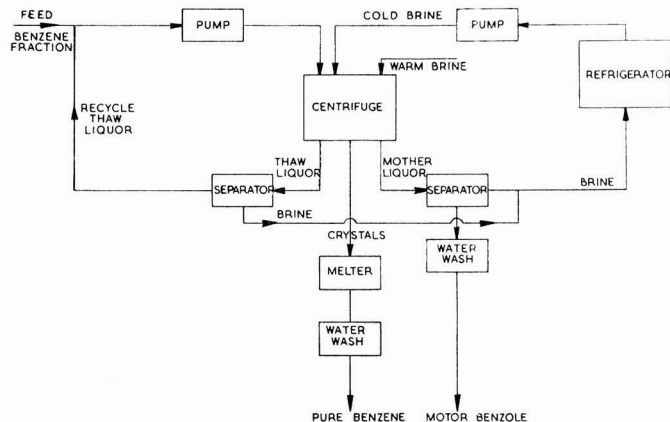 FEED
BENZENE
FRACTION
PUMP
COLD BRINE
PUMP
REFRIGERATOR
WARM BRINE
CENTRIFUGE
RECYCLE
THAW
LIQUOR
THAW
LIQUOR
MOTHER
LIQUOR
SEPARATOR
SEPARATOR
BRINE
BRINE
CRYSTALS
WATER
WASH
MELTER
WATER
WASH
PURE BENZENE
MOTOR BENZOLE